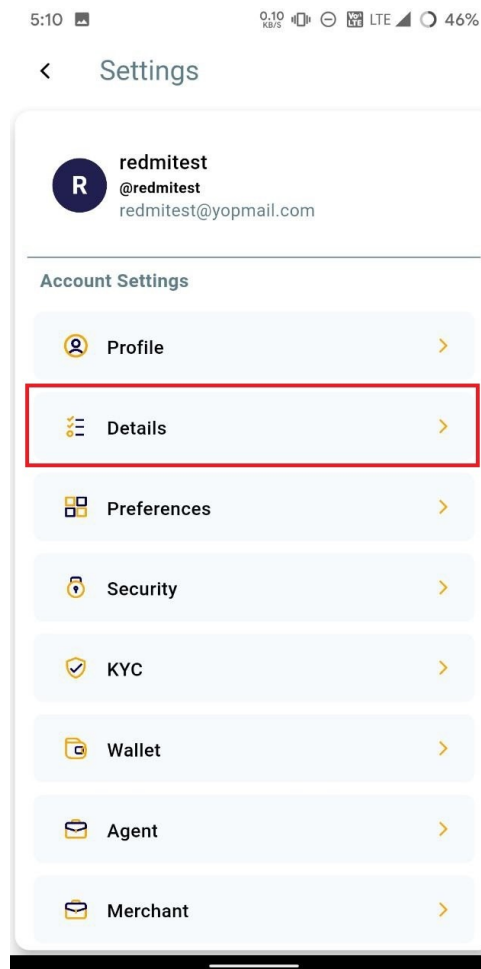 5:10 0.10 KB/S VoLTE LTE 46%
Settings
R
redmitest
@redmitest
redmitest@yopmail.com
Account Settings
Profile
Details
Preferences
Security
KYC
Wallet
Agent
Merchant